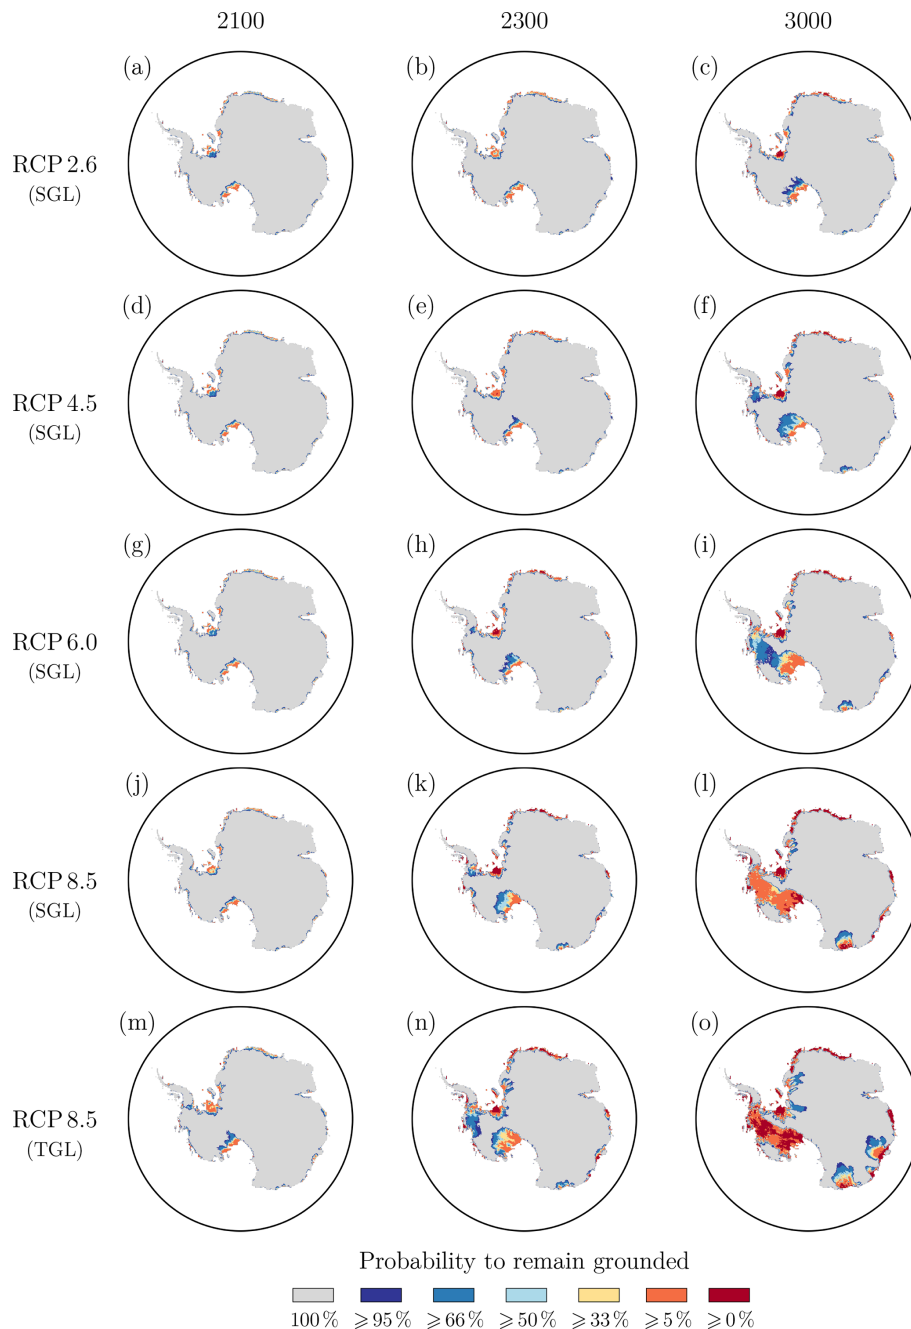 2100 2300 3000
(a) (b) (c)
RCP 2.6
(SGL)
(d) (e) (f)
RCP 4.5
(SGL)
(g) (h) (i)
RCP 6.0
(SGL)
(j) (k) (l)
RCP 8.5
(SGL)
(m) (n) (o)
RCP 8.5
(TGL)
Probability to remain grounded
100 % ⩾ 95 % ⩾ 66 % ⩾ 50 % ⩾ 33 % ⩾ 5 % ⩾ 0 %